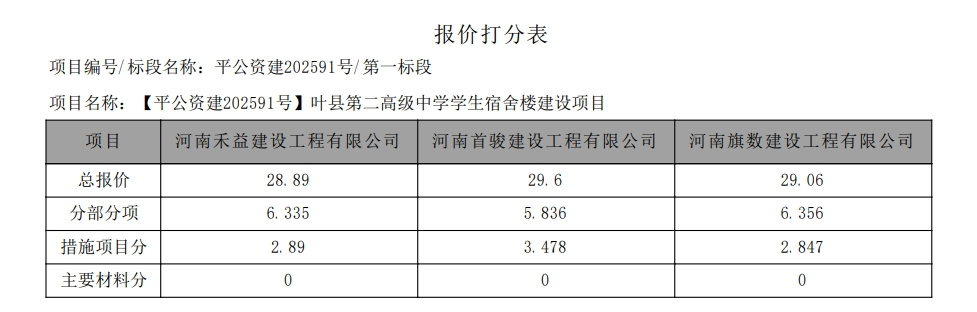 报价打分表
项目编号/标段名称：平公资建202591号/第一标段
项目名称：【平公资建202591号】叶县第二高级中学学生宿舍楼建设项目
项目 河南禾益建设工程有限公司 河南首骏建设工程有限公司 河南旗数建设工程有限公司
总报价 28.89 29.6 29.06
分部分项 6.335 5.836 6.356
措施项目分 2.89 3.478 2.847
主要材料分 0 0 0